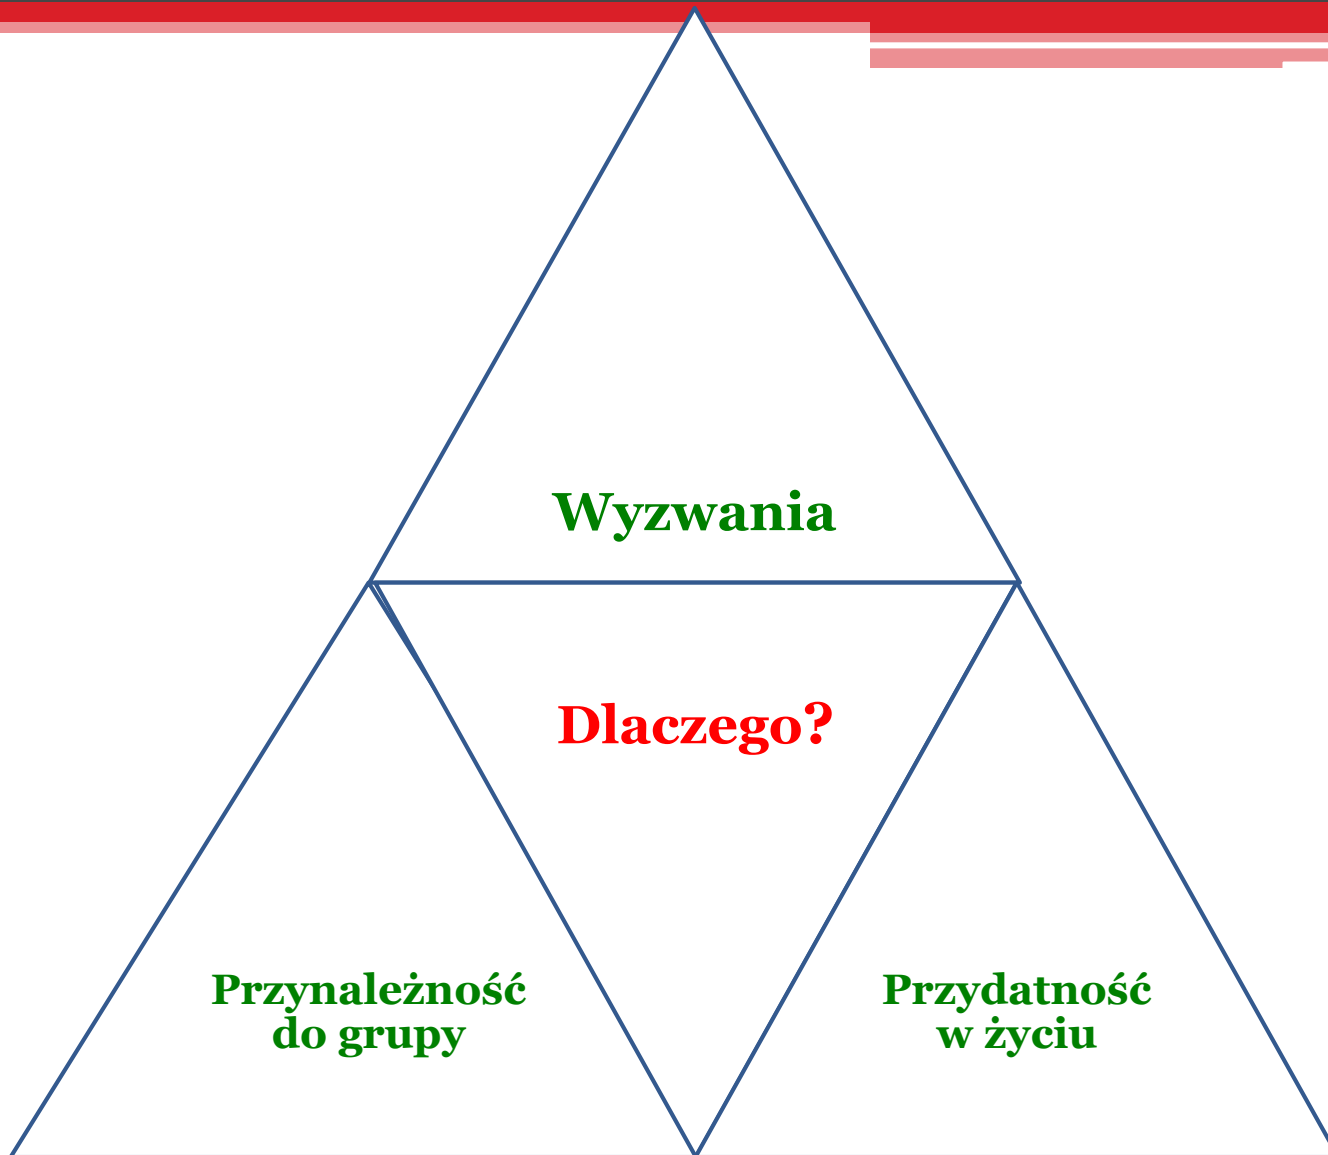 Wyzwania
Dlaczego?
Przynależność
do grupy
Przydatność
w życiu